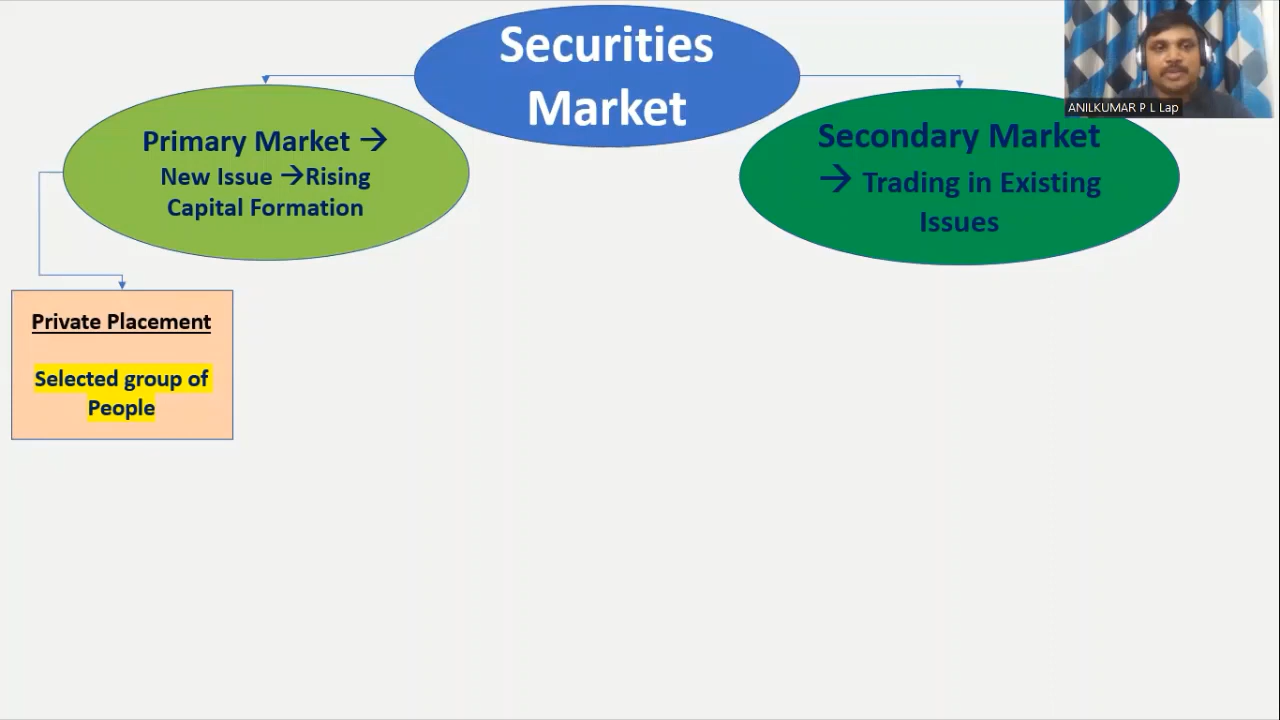 Securities
Market
Primary Market →
New Issue →Rising
Capital Formation
Secondary Market
→ Trading in Existing
Issues
ANILKUMAR P L Lap
Private Placement
Selected group of
People